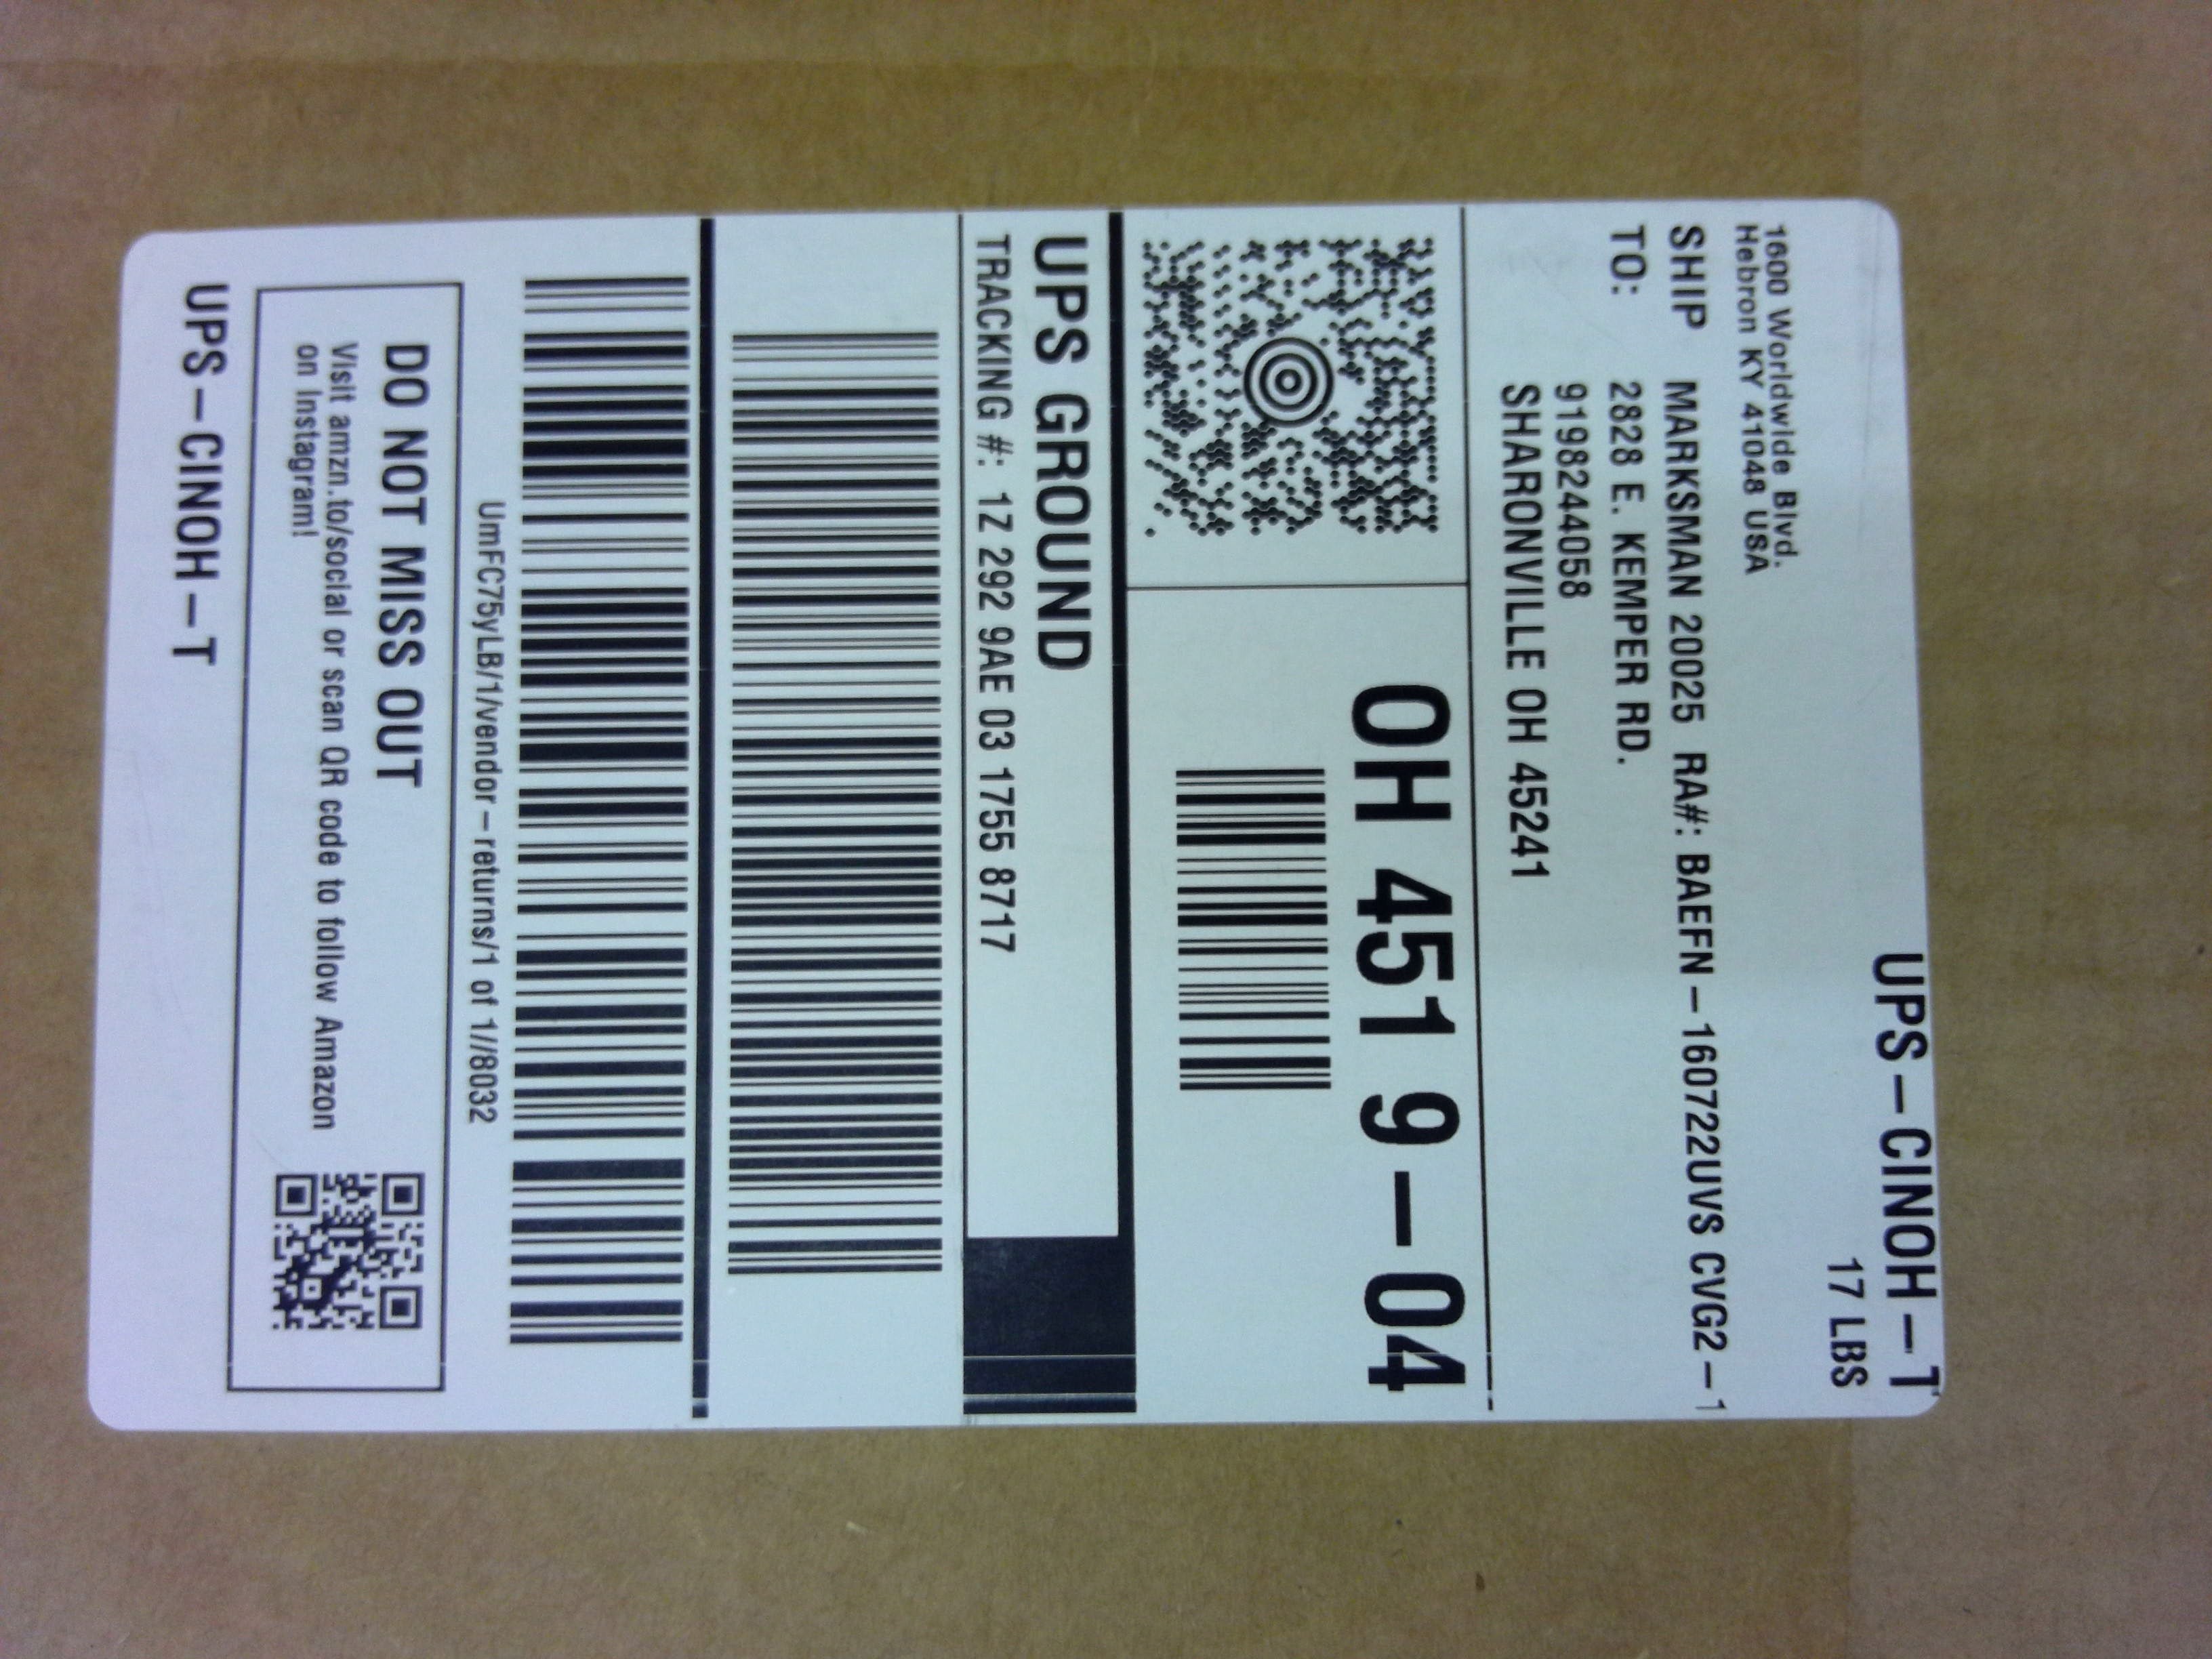 UPS-CINOH-T
17 LBS
1600 Worldwide Blvd.
Hebron KY 41048 USA
SHIP MARKSMAN 20025 RA#: BAEFN-160722UVS CVG2-1
TO: 2828 E. KEMPER RD.
9198244058
SHARONVILLE OH 45241
OH 451 9-04
UPS GROUND
TRACKING #: 1Z 292 9AE 03 1755 8717
UmFC75yLB/1/vendor-returns/1 of 1//8032
DO NOT MISS OUT
Visit amzn.to/social or scan QR code to follow Amazon
on Instagram!
UPS-CINOH-T